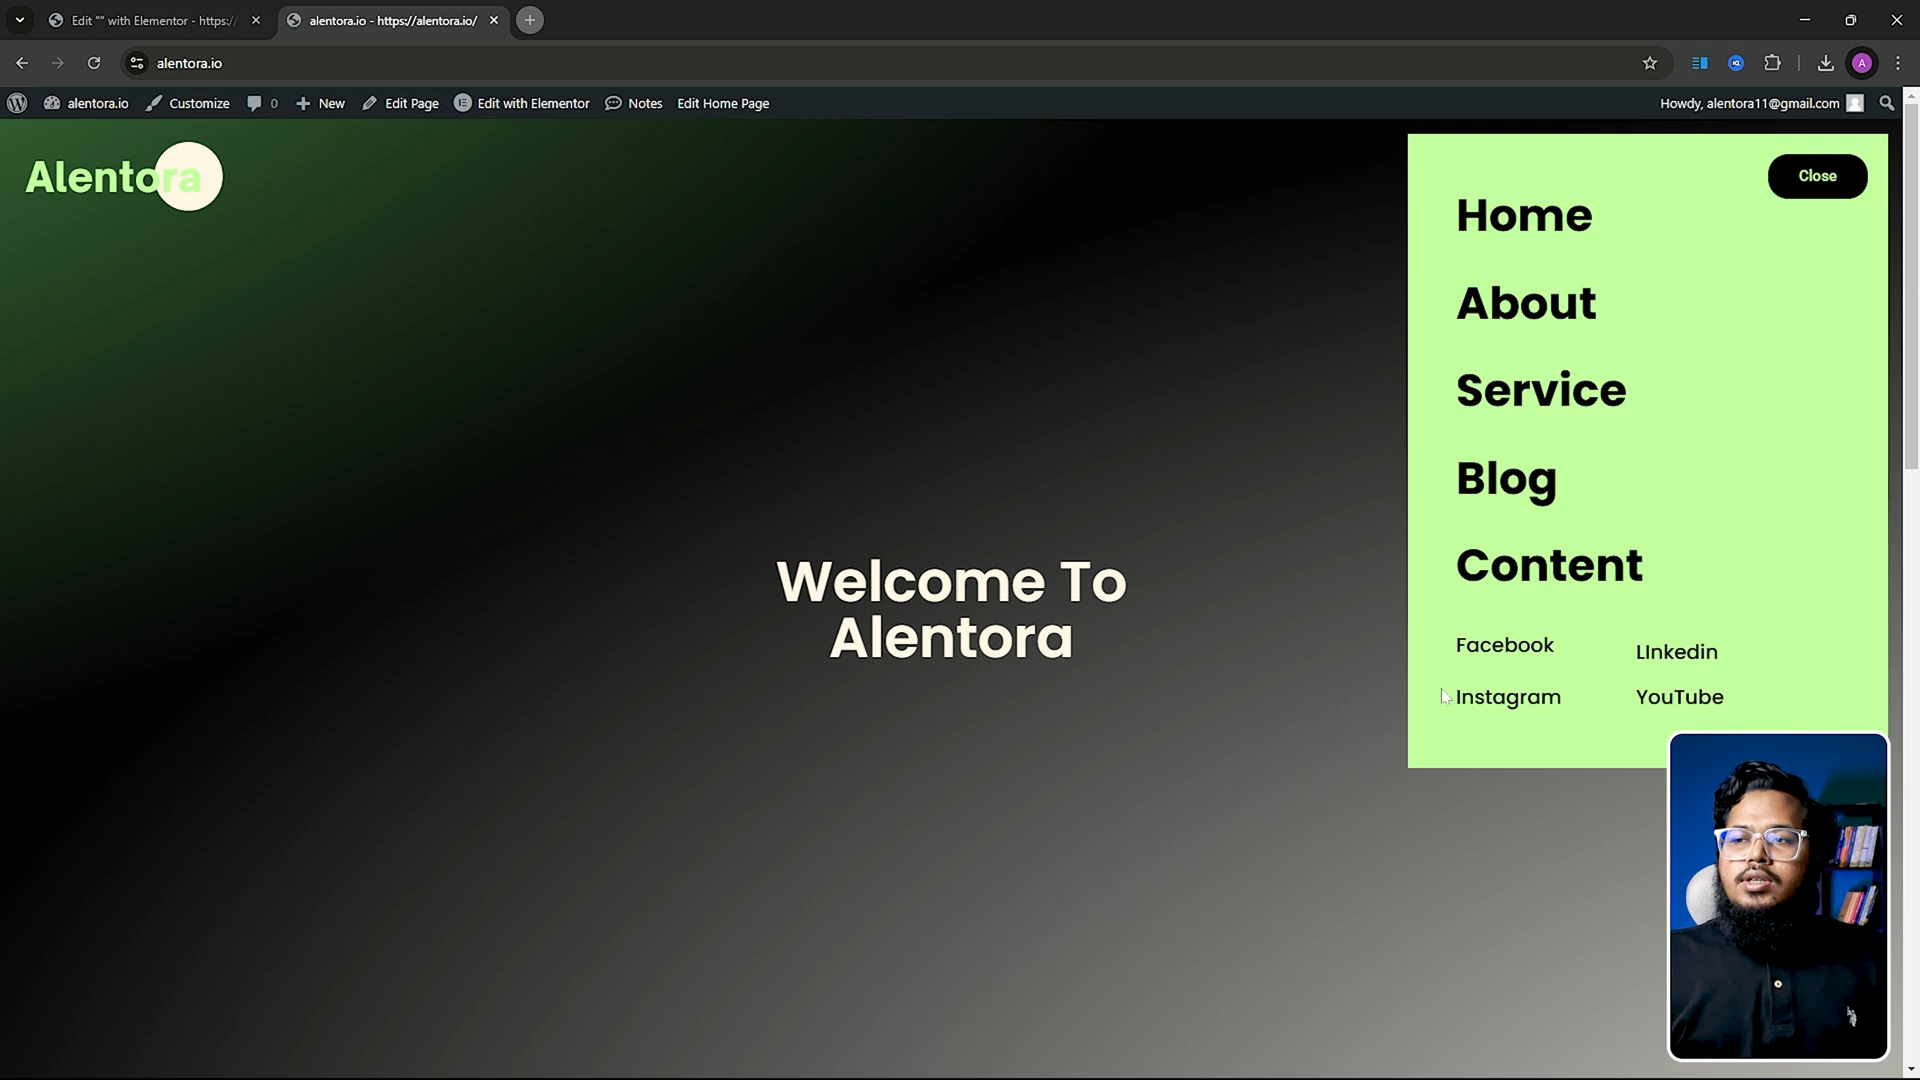 Edit "" with Elementor - https:/
alentora.io - https://alentora.io/
alentora.io
alentora.io
Customize
0
New
Edit Page
Edit with Elementor
Notes
Edit Home Page
Howdy, alentora11@gmail.com
A
Alentora
Close
Home
About
Service
Blog
Content
Facebook
LInkedin
Instagram
YouTube
Welcome To
Alentora